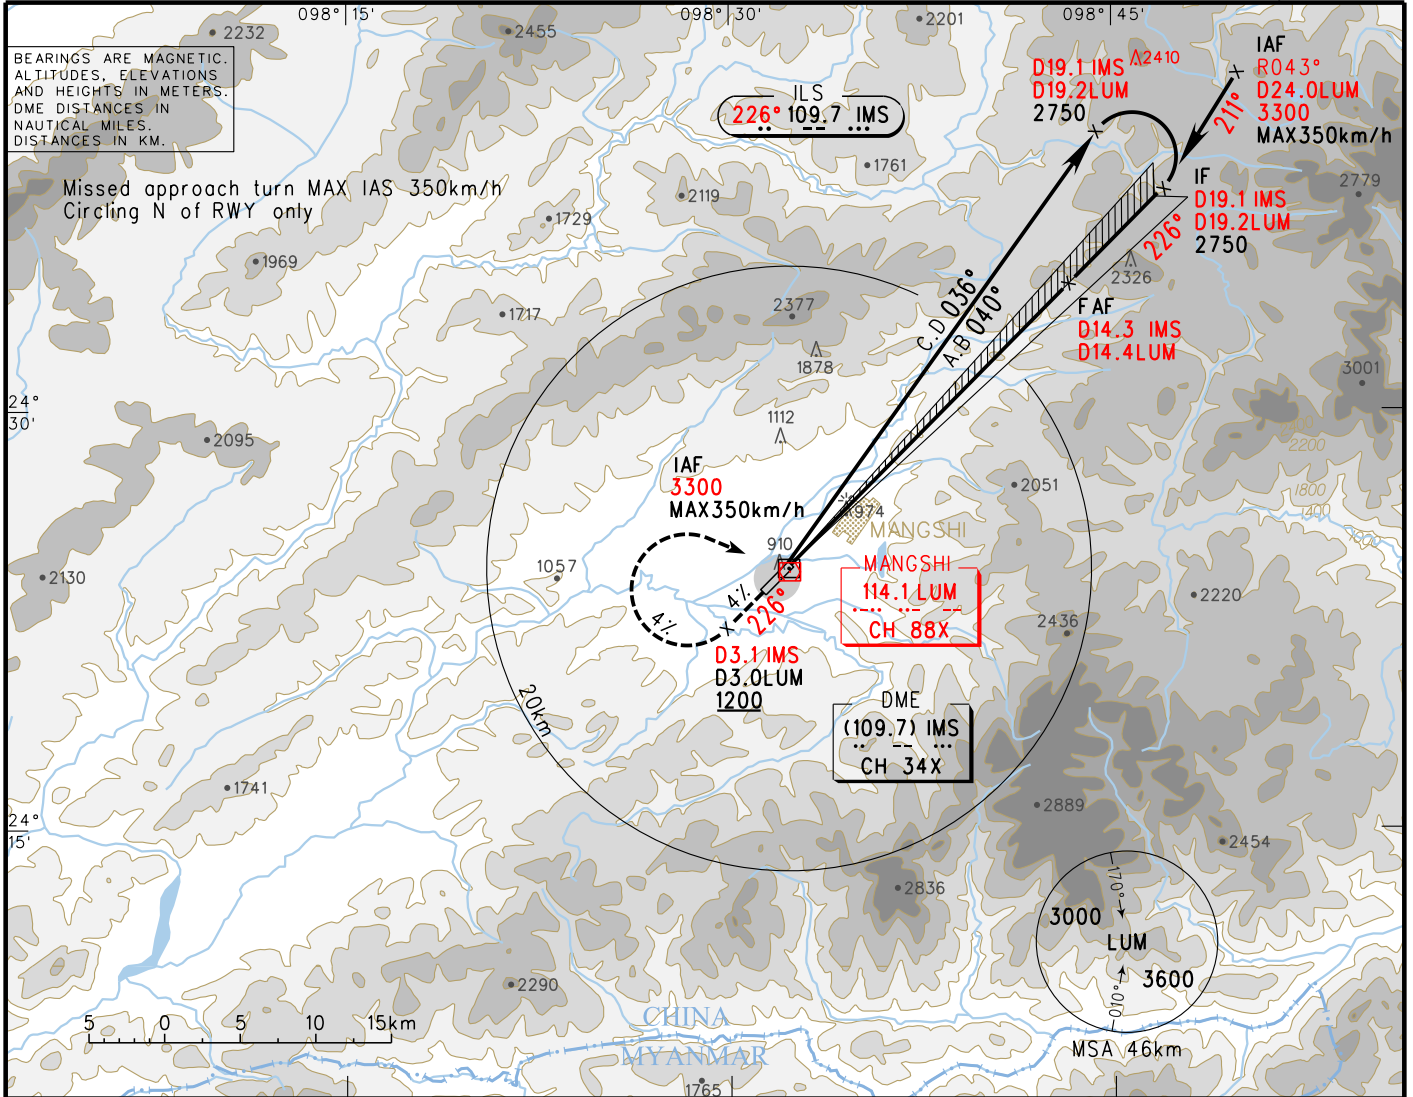 098° 15'
098° 30'
098° 45'
2232
2455
2201
BEARINGS ARE MAGNETIC.
ALTITUDES, ELEVATIONS
AND HEIGHTS IN METERS.
DME DISTANCES IN
NAUTICAL MILES.
DISTANCES IN KM.
ILS
226° 109.7 IMS
D19.1 IMS
D19.2LUM
2750
2410
IAF
R043°
D24.0LUM
3300
MAX350km/h
211°
1761
Missed approach turn MAX IAS 350km/h
Circling N of RWY only
2119
1729
IF
D19.1 IMS
D19.2LUM
2750
2779
226°
1969
2326
C.D 036°
A.B 040°
1717
2377
FAF
D14.3 IMS
D14.4LUM
1878
3001
24°
30'
1112
2095
2200
IAF
3300
MAX350km/h
2051
1800
1400
974
MANGSHI
910
1057
2130
MANGSHI
114.1 LUM
CH 88X
2220
4%
4%
226°
2436
D3.1 IMS
D3.0LUM
1200
20km
DME
(109.7) IMS
CH 34X
1741
2889
24°
15'
2454
2836
170°
3000
LUM
3600
010°
2290
5 0 5 10 15km
CHINA
MYANMAR
MSA 46km
1765